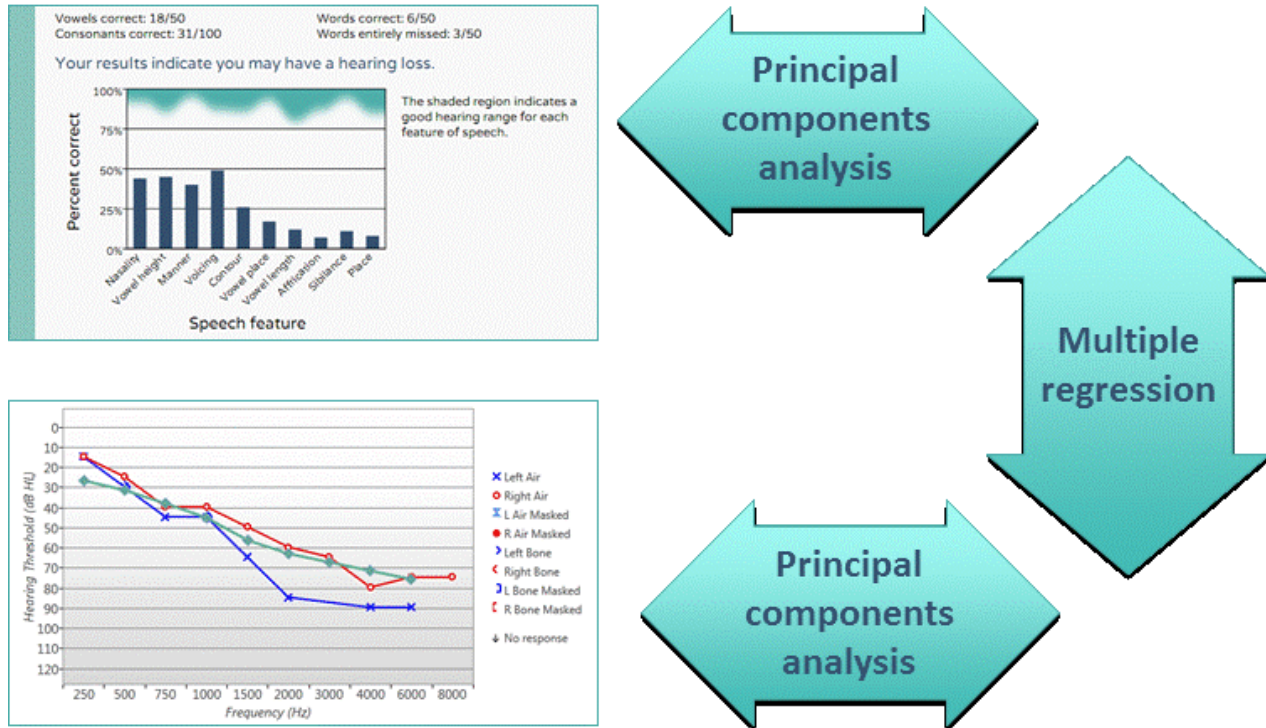 Vowels correct: 18/50
Words correct: 6/50
Consonants correct: 31/100
Words entirely missed: 3/50
Your results indicate you may have a hearing loss.
Percent correct
100%
75%
50%
25%
0%
The shaded region indicates a
good hearing range for each
feature of speech.
Nasality
Vowel height
Manner
Voicing
Contour
Vowel place
Vowel length
Affrication
Sibilance
Place
Speech feature
Principal
components
analysis
Multiple
regression
Hearing Threshold (dB HL)
0
10
20
30
40
50
60
70
80
90
100
110
120
250 500 750 1000 1500 2000 3000 4000 6000 8000
Frequency (Hz)
Left Air
Right Air
L Air Masked
R Air Masked
Left Bone
Right Bone
L Bone Masked
R Bone Masked
No response
Principal
components
analysis